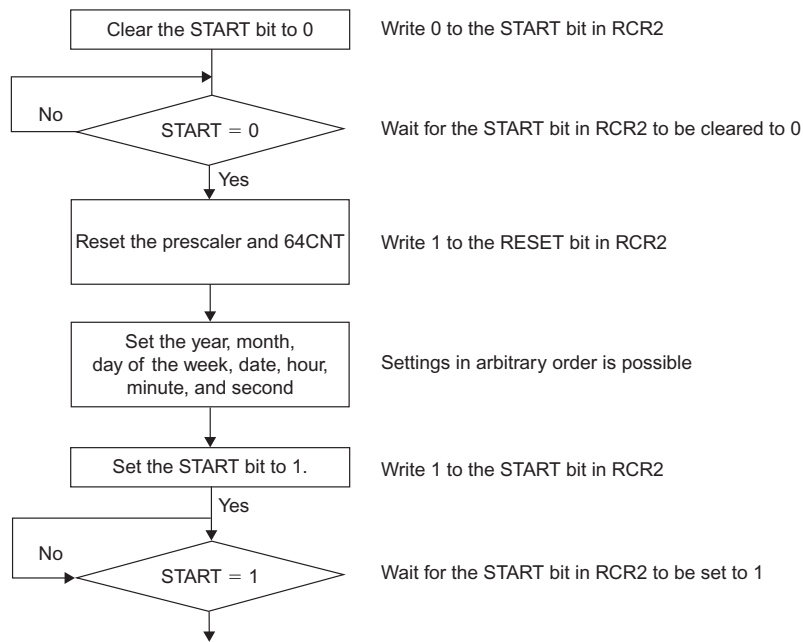 Clear the START bit to 0
Write 0 to the START bit in RCR2
No
START = 0
Wait for the START bit in RCR2 to be cleared to 0
Yes
Reset the prescaler and 64CNT
Write 1 to the RESET bit in RCR2
Set the year, month,
day of the week, date, hour,
minute, and second
Settings in arbitrary order is possible
Set the START bit to 1.
Write 1 to the START bit in RCR2
Yes
No
START = 1
Wait for the START bit in RCR2 to be set to 1